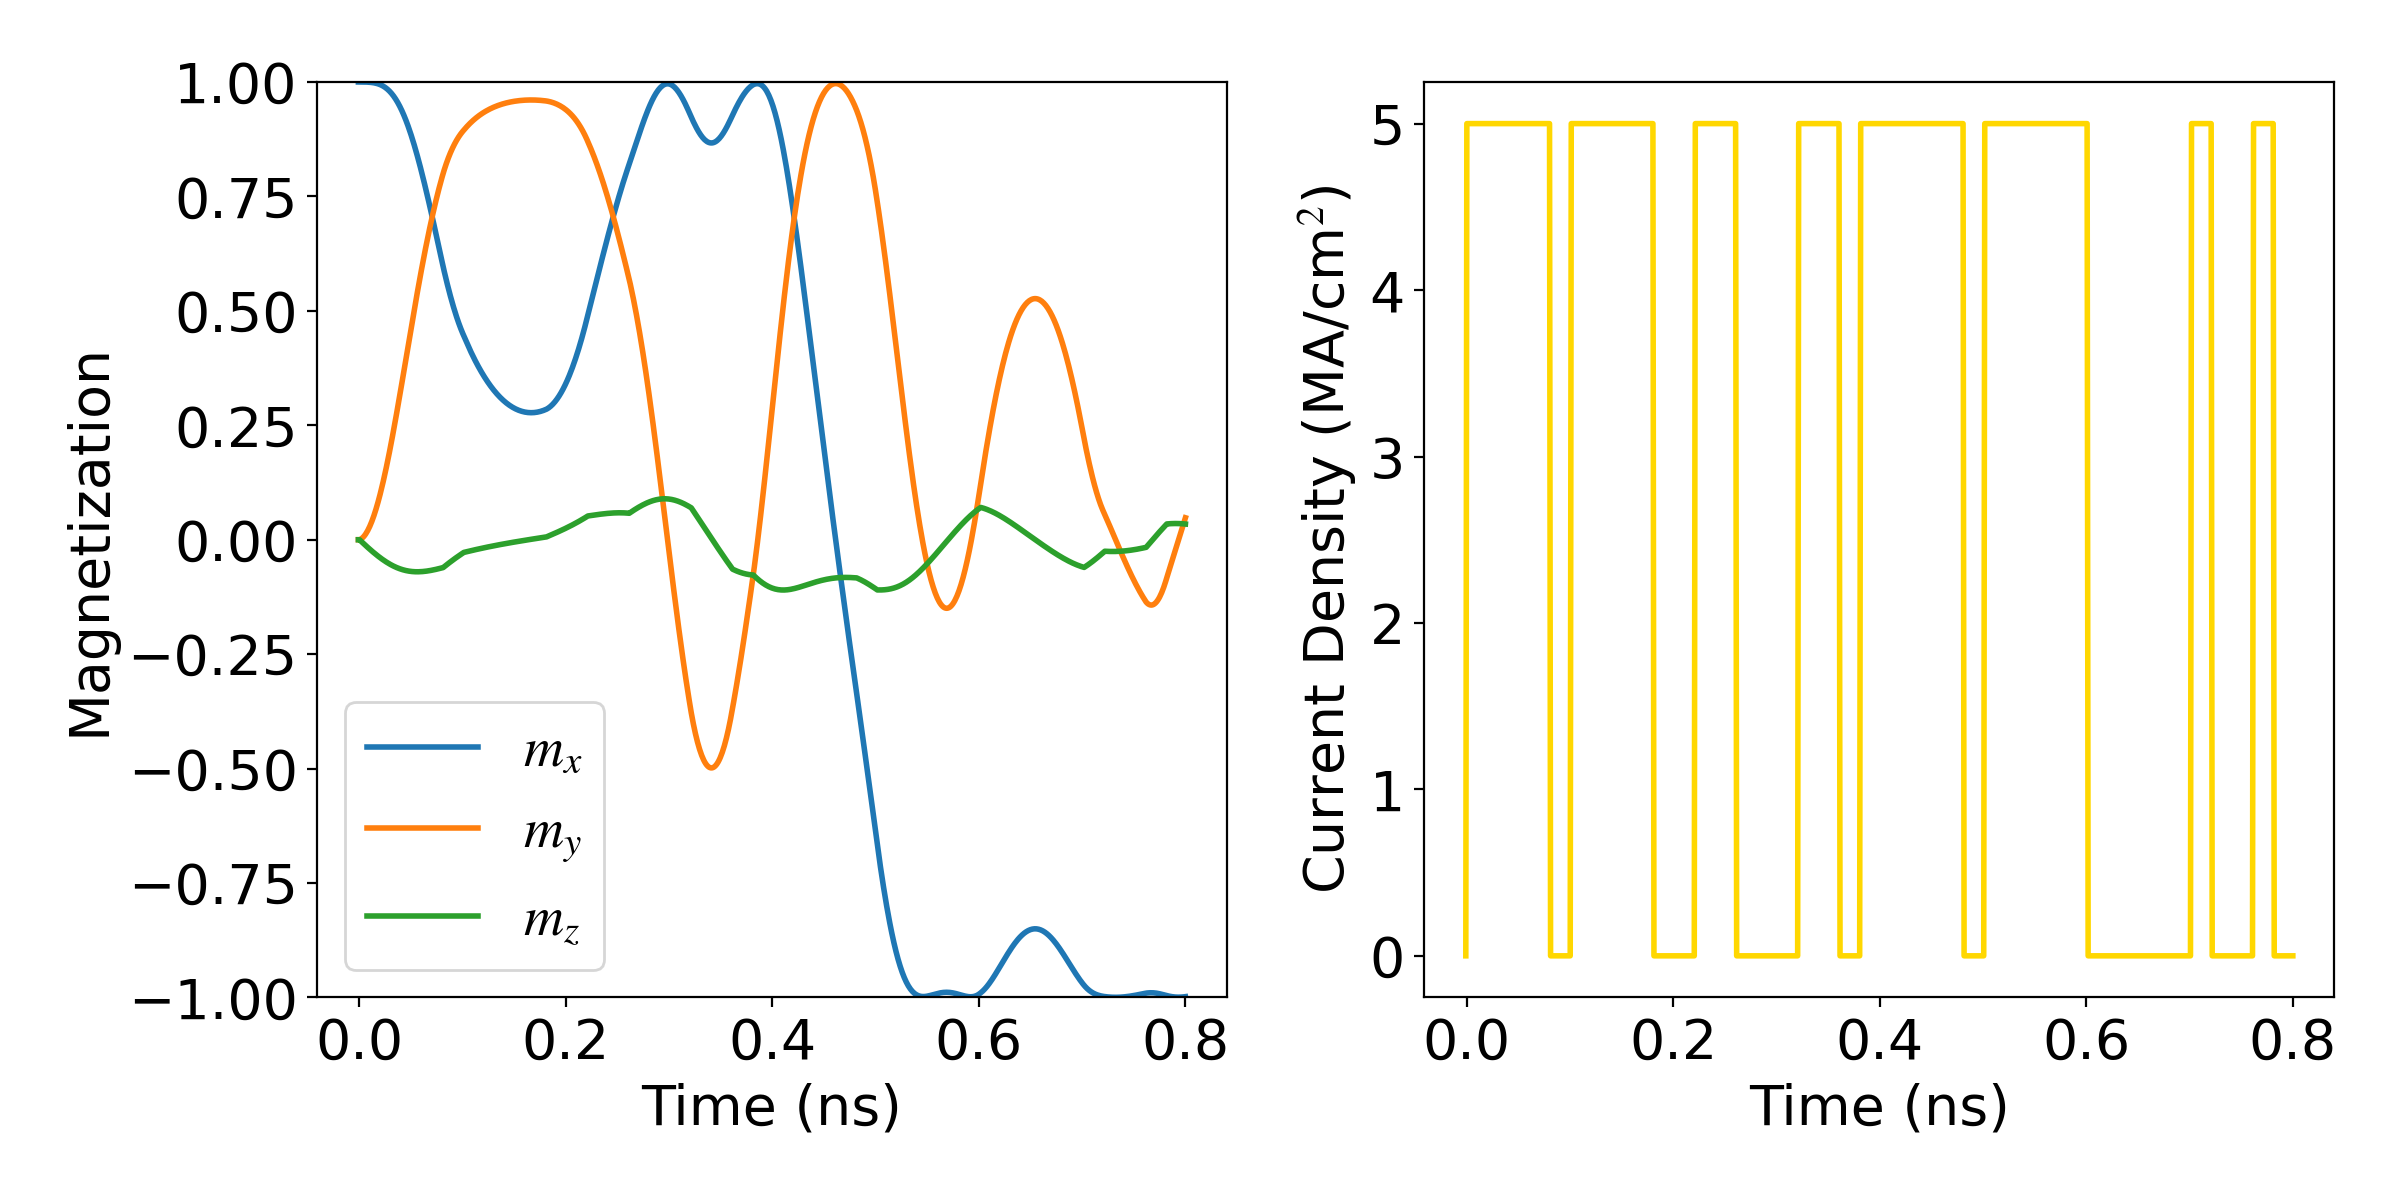 Magnetization
1.00
0.75
0.50
0.25
0.00
−0.25
−0.50
−0.75
−1.00
m_x
m_y
m_z
0.0 0.2 0.4 0.6 0.8
Time (ns)
Current Density (MA/cm²)
5
4
3
2
1
0
0.0 0.2 0.4 0.6 0.8
Time (ns)